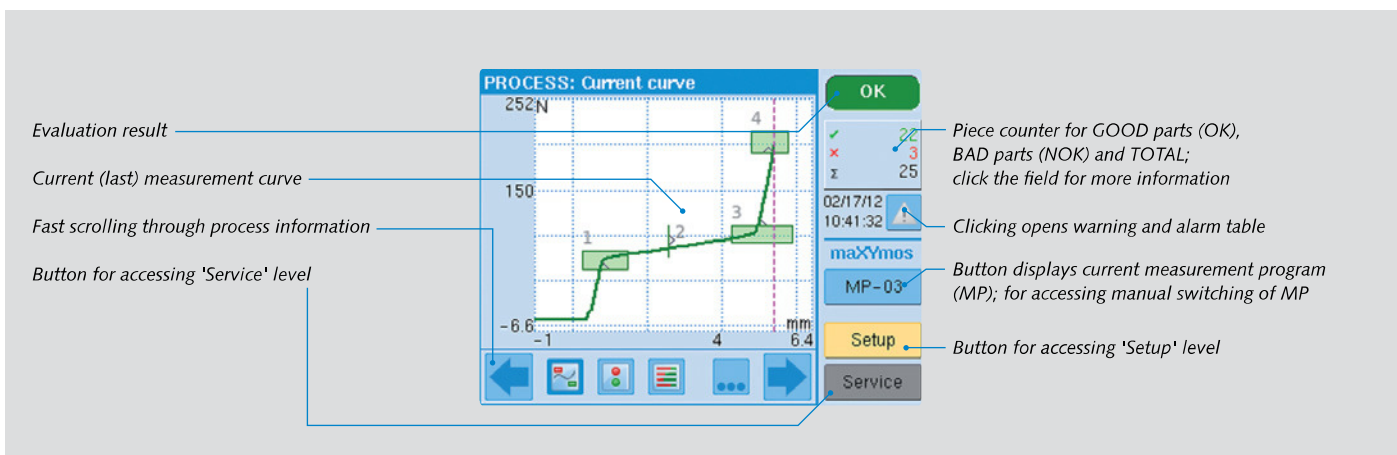 Evaluation result
Current (last) measurement curve
Fast scrolling through process information
Button for accessing 'Service' level
PROCESS: Current curve
252 N
150
-6.6
-1
4
mm
6.4
1
2
3
4
OK
✓ 22
× 3
Σ 25
02/17/12
10:41:32
maXYmos
MP-03
Setup
Service
Piece counter for GOOD parts (OK),
BAD parts (NOK) and TOTAL;
click the field for more information
Clicking opens warning and alarm table
Button displays current measurement program
(MP); for accessing manual switching of MP
Button for accessing 'Setup' level